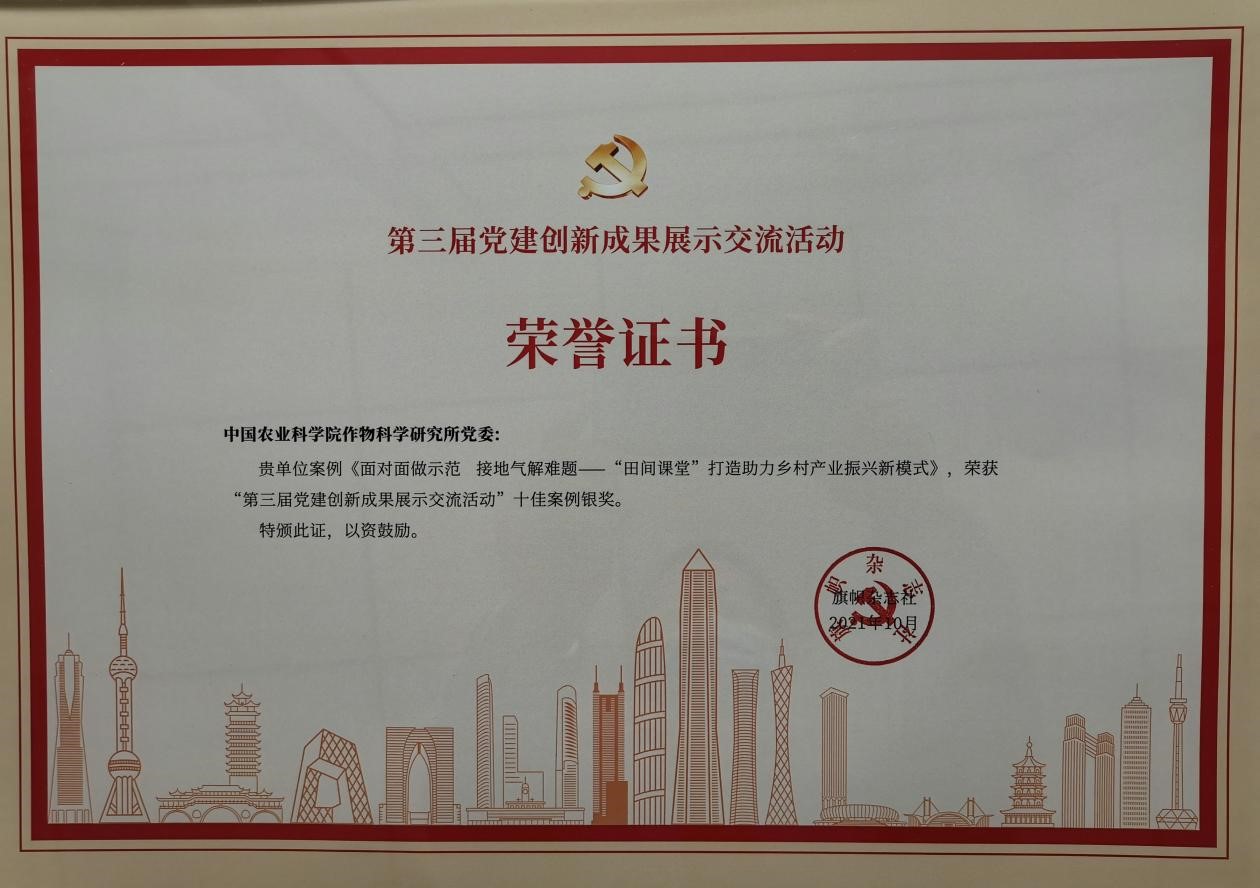 第三届党建创新成果展示交流活动
荣誉证书
中国农业科学院作物科学研究所党委：
贵单位案例《面对面做示范 接地气解难题——“田间课堂”打造助力乡村产业振兴新模式》，荣获
“第三届党建创新成果展示交流活动”十佳案例银奖。
特颁此证，以资鼓励。
旗帜杂志社
旗帜杂志社
2021年10月